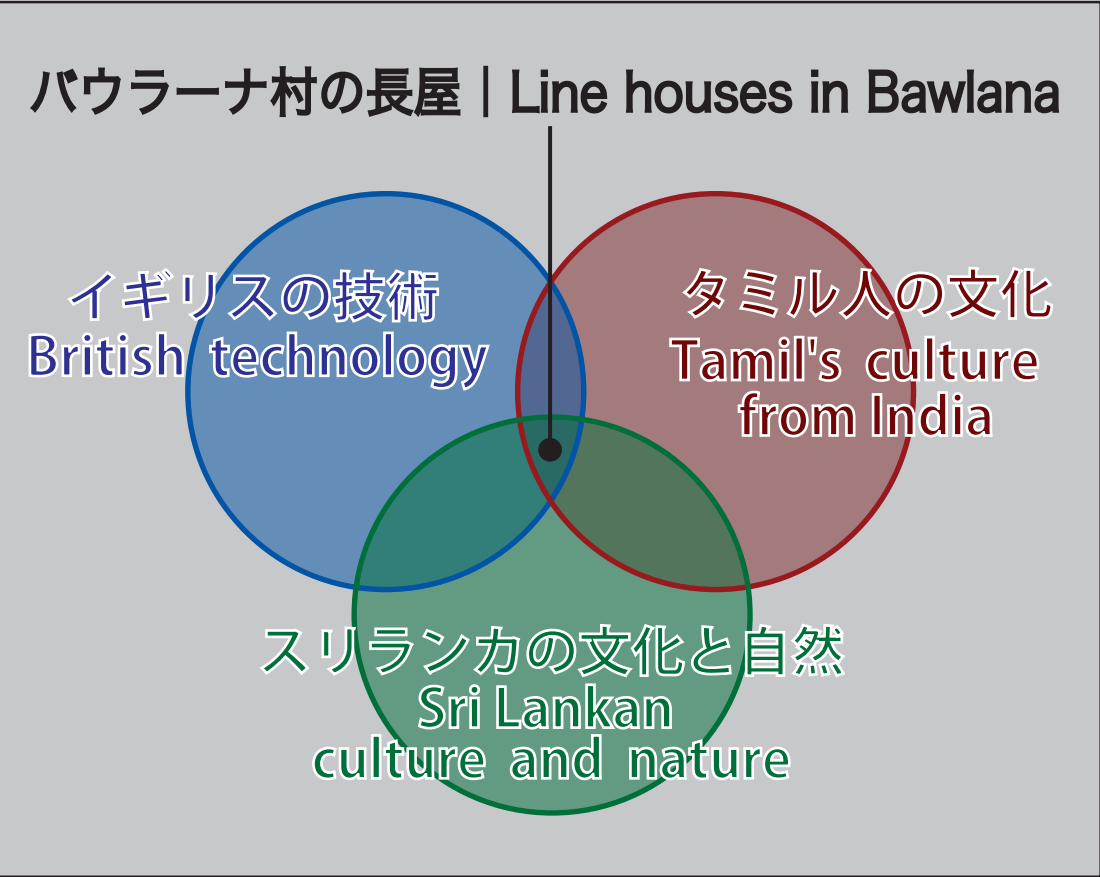 バウラーナ村の長屋｜Line houses in Bawlana
イギリスの技術
British technology
タミル人の文化
Tamil's culture
from India
スリランカの文化と自然
Sri Lankan
culture and nature